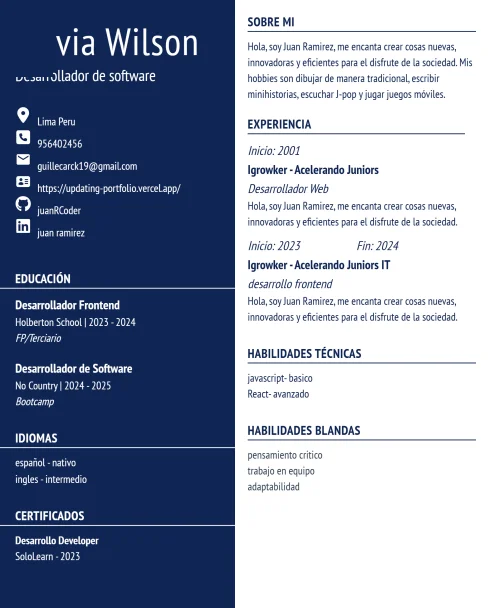 via Wilson
Desarrollador de software
Lima Peru
956402456
guillecarck19@gmail.com
https://updating-portfolio.vercel.app/
juanRCoder
juan ramirez
EDUCACIÓN
Desarrollador Frontend
Holberton School | 2023 - 2024
FP/Terciario
Desarrollador de Software
No Country | 2024 - 2025
Bootcamp
IDIOMAS
español - nativo
ingles - intermedio
CERTIFICADOS
Desarrollo Developer
SoloLearn - 2023
SOBRE MI
Hola, soy Juan Ramirez, me encanta crear cosas nuevas,
innovadoras y eficientes para el disfrute de la sociedad. Mis
hobbies son dibujar de manera tradicional, escribir
minihistorias, escuchar J-pop y jugar juegos móviles.
EXPERIENCIA
Inicio: 2001
Igrowker - Acelerando Juniors
Desarrollador Web
Hola, soy Juan Ramirez, me encanta crear cosas nuevas,
innovadoras y eficientes para el disfrute de la sociedad.
Inicio: 2023 Fin: 2024
Igrowker - Acelerando Juniors IT
desarrollo frontend
Hola, soy Juan Ramirez, me encanta crear cosas nuevas,
innovadoras y eficientes para el disfrute de la sociedad.
HABILIDADES TÉCNICAS
javascript- basico
React- avanzado
HABILIDADES BLANDAS
pensamiento critico
trabajo en equipo
adaptabilidad